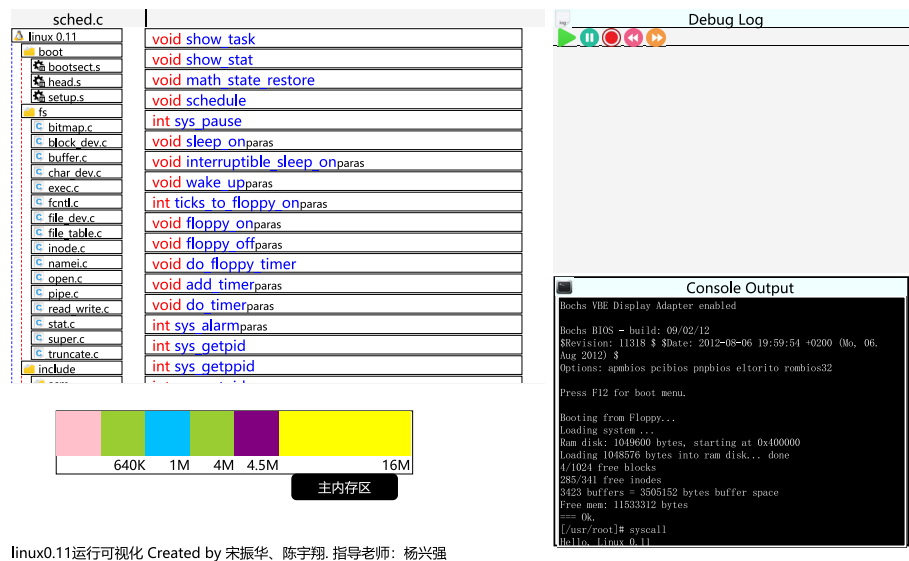 sched.c
linux 0.11
boot
bootsect.s
head.s
setup.s
fs
bitmap.c
block_dev.c
buffer.c
char_dev.c
exec.c
fcntl.c
file_dev.c
file_table.c
inode.c
namei.c
open.c
pipe.c
read_write.c
stat.c
super.c
truncate.c
include
void show_task
void show_stat
void math_state_restore
void schedule
int sys_pause
void sleep_onparas
void interruptible_sleep_onparas
void wake_upparas
int ticks_to_floppy_onparas
void floppy_onparas
void floppy_offparas
void do_floppy_timer
void add_timerparas
void do_timerparas
int sys_alarmparas
int sys_getpid
int sys_getppid
Debug Log
Console Output
Bochs VBE Display Adapter enabled
Bochs BIOS - build: 09/02/12
$Revision: 11318 $ $Date: 2012-08-06 19:59:54 +0200 (Mo, 06.
Aug 2012) $
Options: apmbios pcibios pnpbios eltorito rombios32
Press F12 for boot menu.
Booting from Floppy...
Loading system ...
Ram disk: 1049600 bytes, starting at 0x400000
Loading 1048576 bytes into ram disk... done
4/1024 free blocks
285/341 free inodes
3423 buffers = 3505152 bytes buffer space
Free mem: 11533312 bytes
=== Ok.
[/usr/root]# syscall
Hello, Linux 0.11
640K 1M 4M 4.5M 16M
主内存区
linux0.11运行可视化 Created by 宋振华、陈宇翔. 指导老师：杨兴强